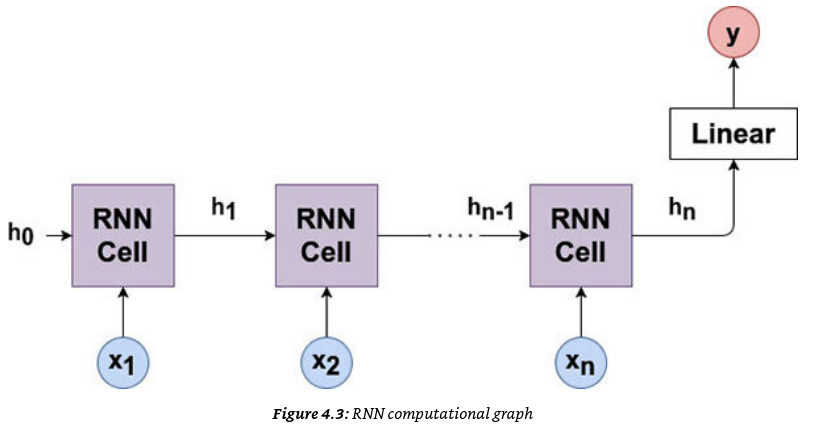 y
Linear
h0
RNN
Cell
h1
RNN
Cell
.....
hn-1
RNN
Cell
hn
x1
x2
xn
Figure 4.3: RNN computational graph